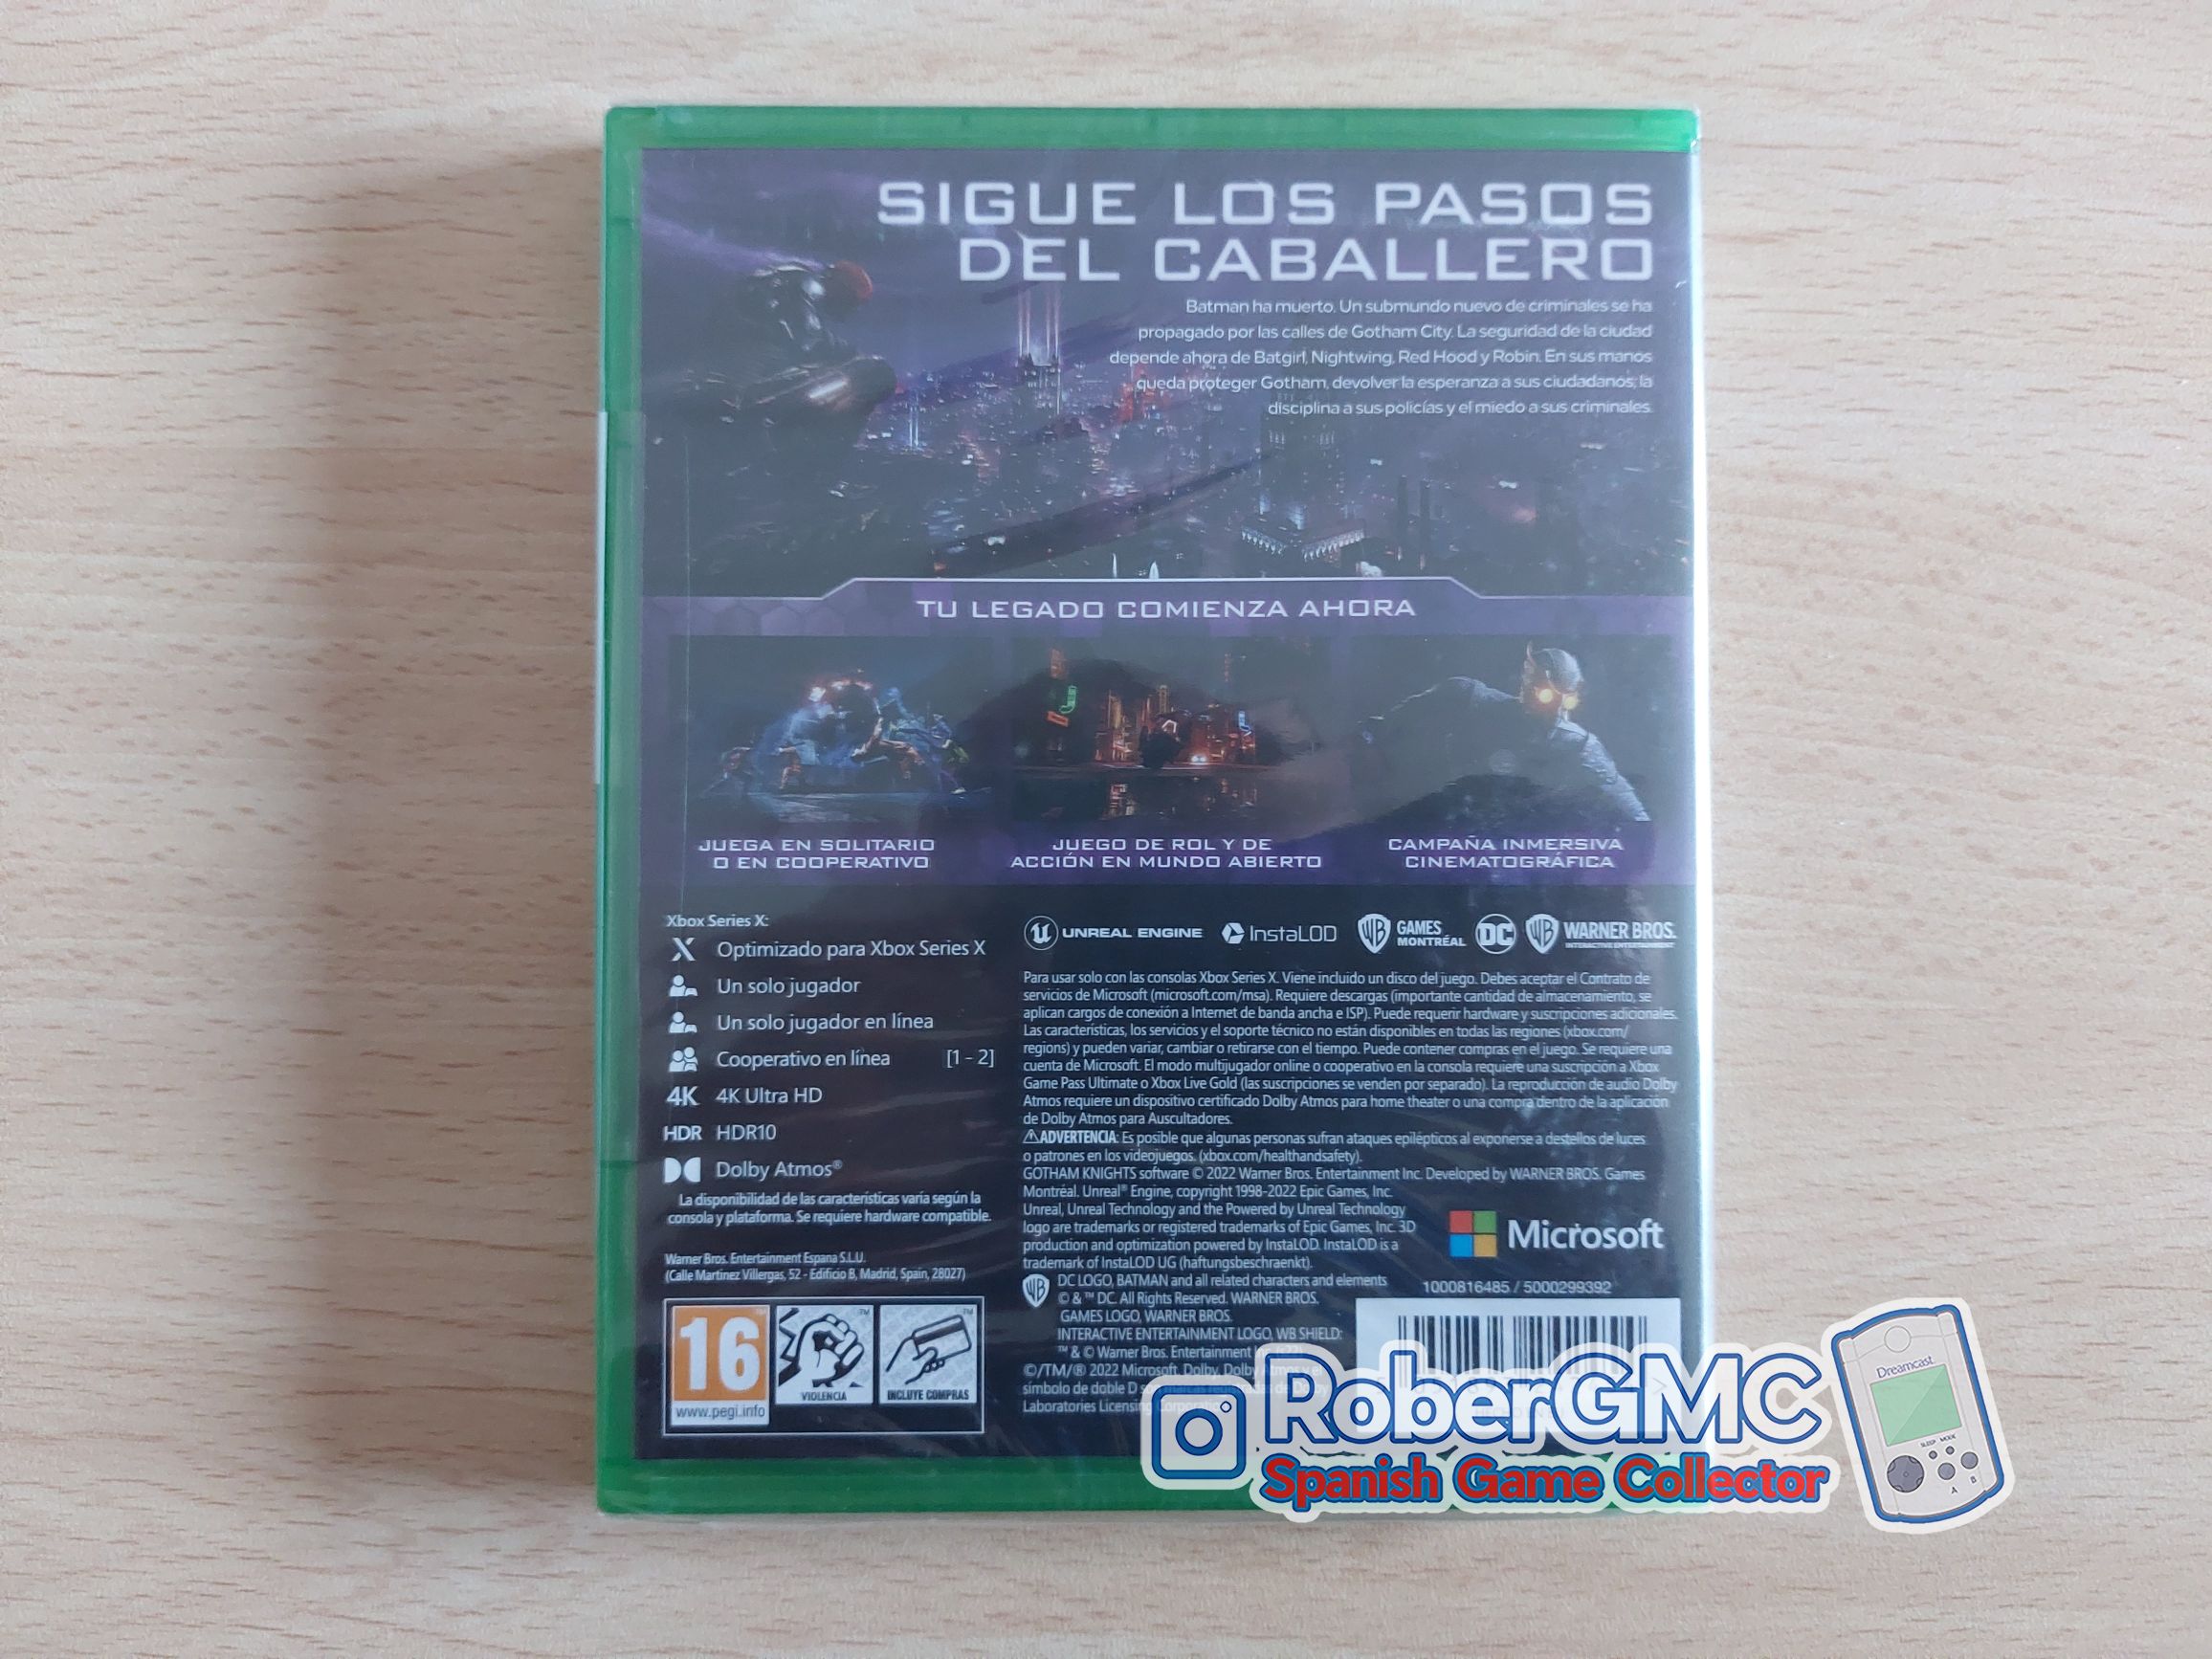 SIGUE LOS PASOS
DEL CABALLERO
Batman ha muerto. Un submundo nuevo de criminales se ha
propagado por las calles de Gotham City. La seguridad de la ciudad
depende ahora de Batgirl, Nightwing, Red Hood y Robin. En sus manos
queda proteger Gotham, devolver la esperanza a sus ciudadanos, la
disciplina a sus policías y el miedo a sus criminales.
TU LEGADO COMIENZA AHORA
JUEGA EN SOLITARIO
O EN COOPERATIVO
JUEGO DE ROL Y DE
ACCIÓN EN MUNDO ABIERTO
CAMPAÑA INMERSIVA
CINEMATOGRÁFICA
Xbox Series X:
Optimizado para Xbox Series X
Un solo jugador
Un solo jugador en línea
Cooperativo en línea [1 - 2]
4K 4K Ultra HD
HDR HDR10
Dolby Atmos®
La disponibilidad de las características varía según la
consola y plataforma. Se requiere hardware compatible.
Warner Bros. Entertainment Espana S.L.U.
(Calle Martinez Villergas, 52 - Edificio B, Madrid, Spain, 28027)
16
www.pegi.info
VIOLENCIA
INCLUYE COMPRAS
UNREAL ENGINE InstaLOD WB GAMES MONTRÉAL DC WB WARNER BROS.
INTERACTIVE ENTERTAINMENT
Para usar solo con las consolas Xbox Series X. Viene incluido un disco del juego. Debes aceptar el Contrato de
servicios de Microsoft (microsoft.com/msa). Requiere descargas (importante cantidad de almacenamiento, se
aplican cargos de conexión a Internet de banda ancha e ISP). Puede requerir hardware y suscripciones adicionales.
Las características, los servicios y el soporte técnico no están disponibles en todas las regiones (xbox.com/
regions) y pueden variar, cambiar o retirarse con el tiempo. Puede contener compras en el juego. Se requiere una
cuenta de Microsoft. El modo multijugador online o cooperativo en la consola requiere una suscripción a Xbox
Game Pass Ultimate o Xbox Live Gold (las suscripciones se venden por separado). La reproducción de audio Dolby
Atmos requiere un dispositivo certificado Dolby Atmos para home theater o una compra dentro de la aplicación
de Dolby Atmos para Auscultadores.
ADVERTENCIA: Es posible que algunas personas sufran ataques epilépticos al exponerse a destellos de luces
o patrones en los videojuegos. (xbox.com/healthandsafety).
GOTHAM KNIGHTS software © 2022 Warner Bros. Entertainment Inc. Developed by WARNER BROS. Games
Montréal. Unreal® Engine, copyright 1998-2022 Epic Games, Inc.
Unreal, Unreal Technology and the Powered by Unreal Technology
logo are trademarks or registered trademarks of Epic Games, Inc. 3D
production and optimization powered by InstaLOD. InstaLOD is a
trademark of InstaLOD UG (haftungsbeschraenkt).
DC LOGO, BATMAN and all related characters and elements
© & ™ DC. All Rights Reserved. WARNER BROS.
GAMES LOGO, WARNER BROS.
INTERACTIVE ENTERTAINMENT LOGO, WB SHIELD:
™ & © Warner Bros. Entertainment
©/TM/® 2022 Microsoft. Dolby, Dolby
símbolo de doble D
Laboratories Licensing
Microsoft
1000816485 / 5000299392
RoberGMC
Spanish Game Collector
Dreamcast
SLEEP MODE
A B